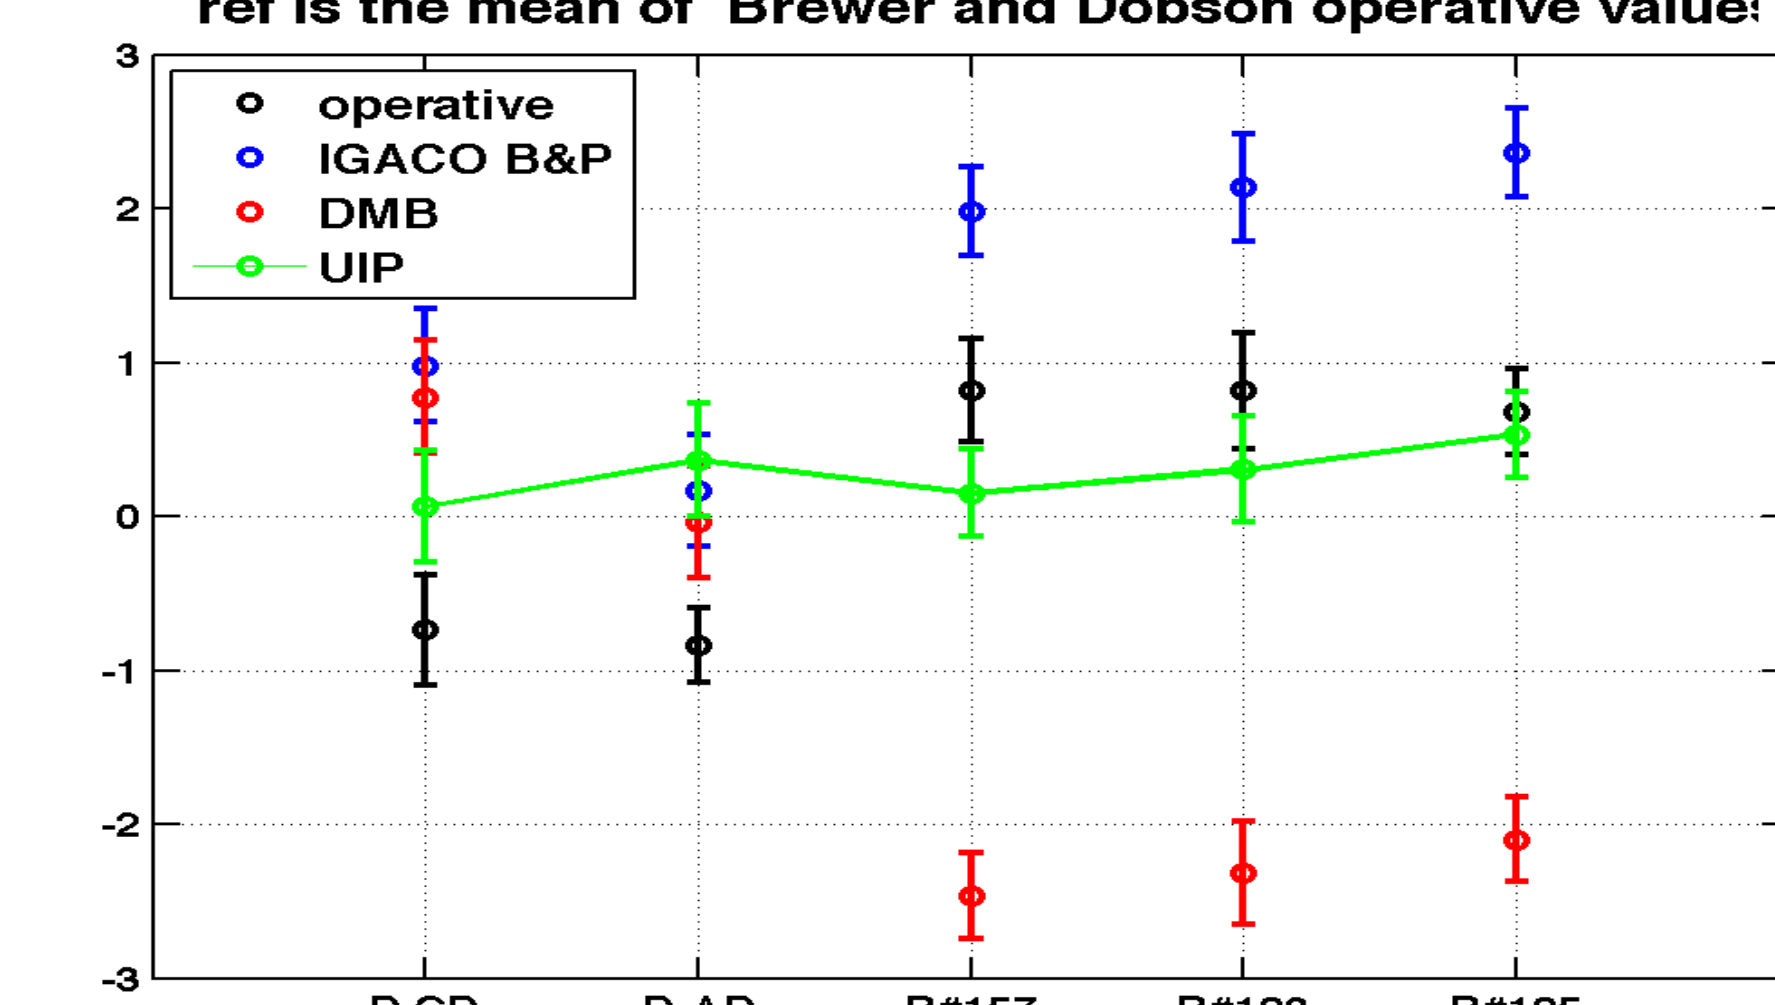 ref is the mean of Brewer and Dobson operative values
3
operative
IGACO B&P
DMB
UIP
2
1
0
-1
-2
-3